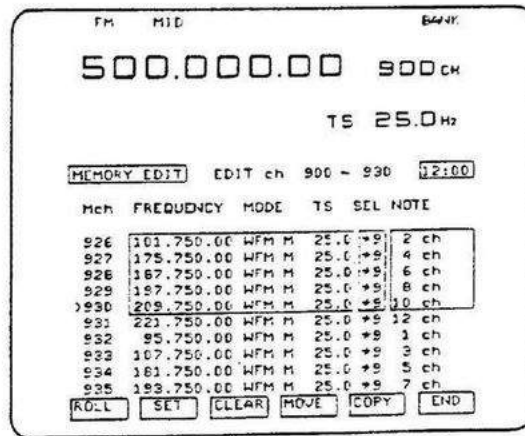 FM MID BANK
500.000.00 900 CH
TS 25.0 Hz
MEMORY EDIT EDIT ch 900 - 930 12:00
Mch FREQUENCY MODE TS SEL NOTE
926 101.750.00 WFM M 25.0 *9 2 ch
927 175.750.00 WFM M 25.0 *9 4 ch
928 187.750.00 WFM M 25.0 *9 6 ch
929 197.750.00 WFM M 25.0 *9 8 ch
>930 209.750.00 WFM M 25.0 *9 10 ch
931 221.750.00 WFM M 25.0 *9 12 ch
932 95.750.00 WFM M 25.0 *9 1 ch
933 107.750.00 WFM M 25.0 *9 3 ch
934 181.750.00 WFM M 25.0 *9 5 ch
935 193.750.00 WFM M 25.0 *9 7 ch
ROLL SET CLEAR MOVE COPY END